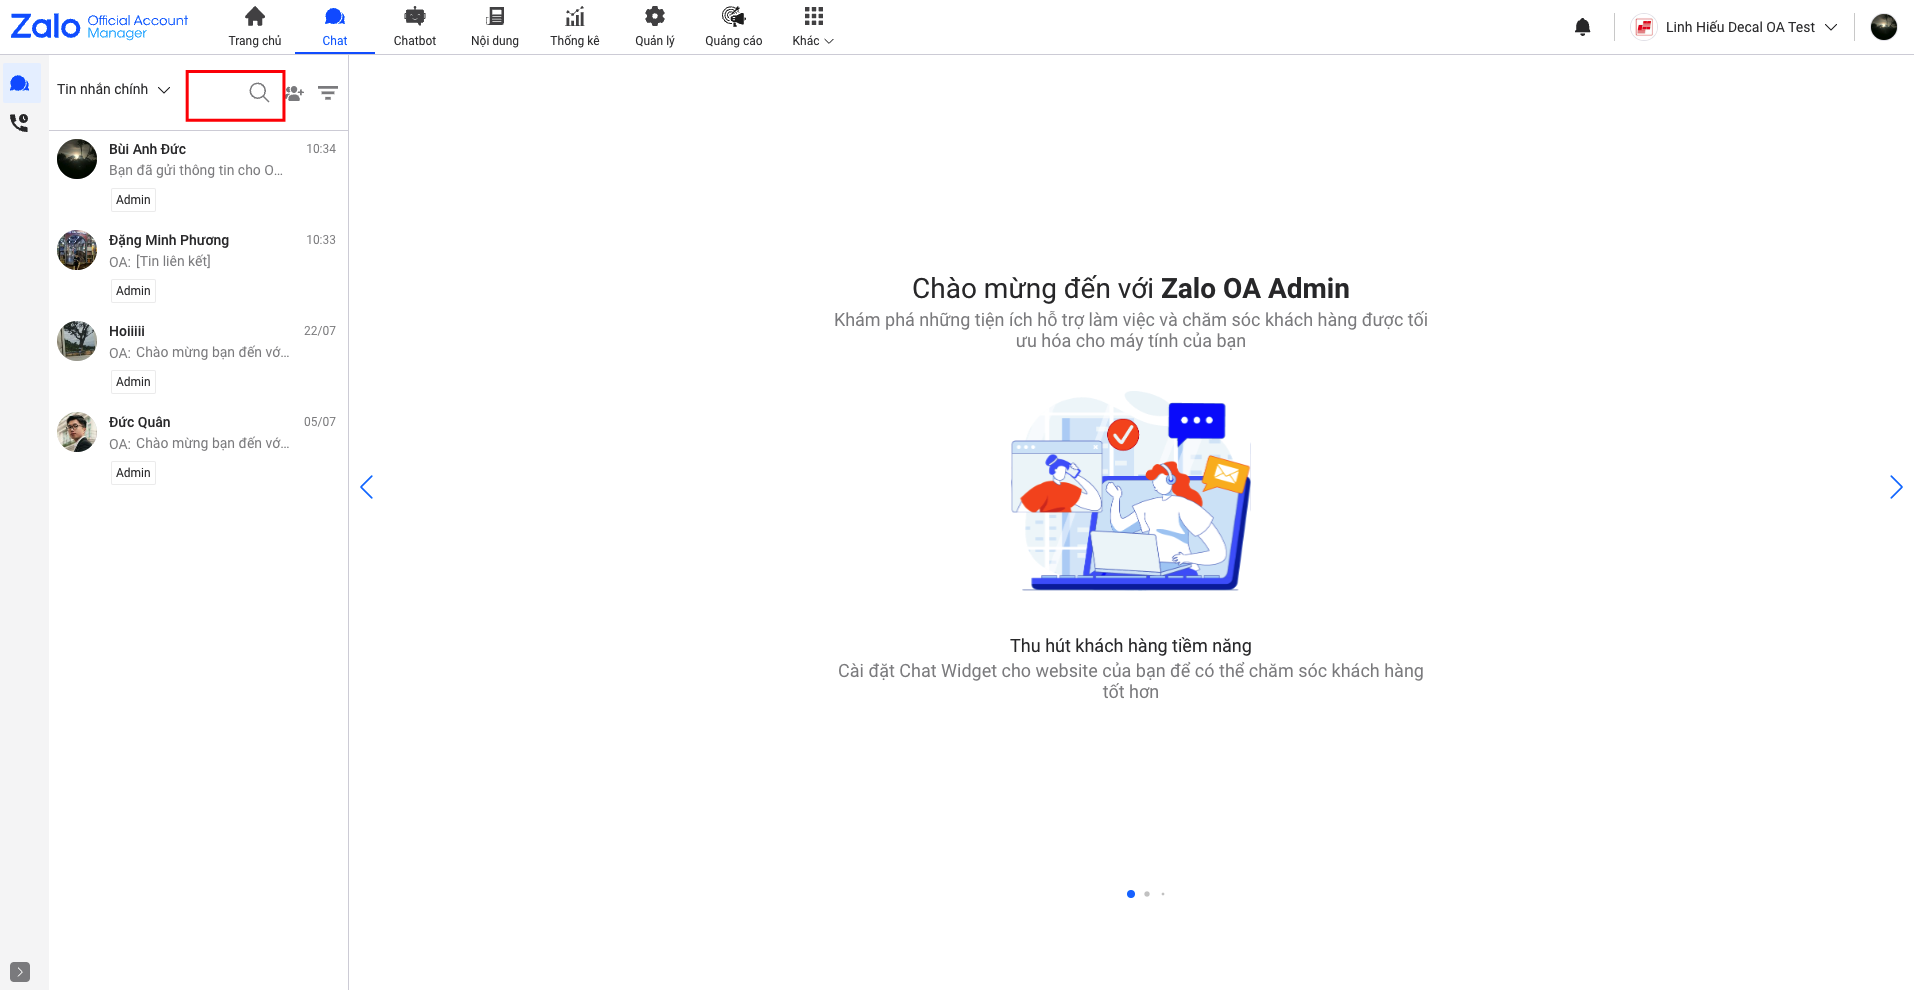 Zalo Official Account Manager
Trang chủ
Chat
Chatbot
Nội dung
Thống kê
Quản lý
Quảng cáo
Khác
Linh Hiếu Decal OA Test
Tin nhắn chính
Bùi Anh Đức 10:34
Bạn đã gửi thông tin cho O...
Admin
Đặng Minh Phương 10:33
OA: [Tin liên kết]
Admin
Hoiiiii 22/07
OA: Chào mừng bạn đến vớ...
Admin
Đức Quân 05/07
OA: Chào mừng bạn đến vớ...
Admin
Chào mừng đến với Zalo OA Admin
Khám phá những tiện ích hỗ trợ làm việc và chăm sóc khách hàng được tối
ưu hóa cho máy tính của bạn
Thu hút khách hàng tiềm năng
Cài đặt Chat Widget cho website của bạn để có thể chăm sóc khách hàng
tốt hơn